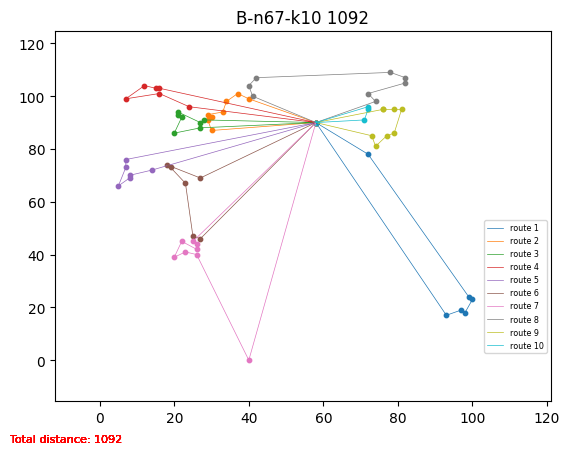 B-n67-k10 1092
120
100
80
60
40
20
0
0 20 40 60 80 100 120
route 1
route 2
route 3
route 4
route 5
route 6
route 7
route 8
route 9
route 10
Total distance: 1092